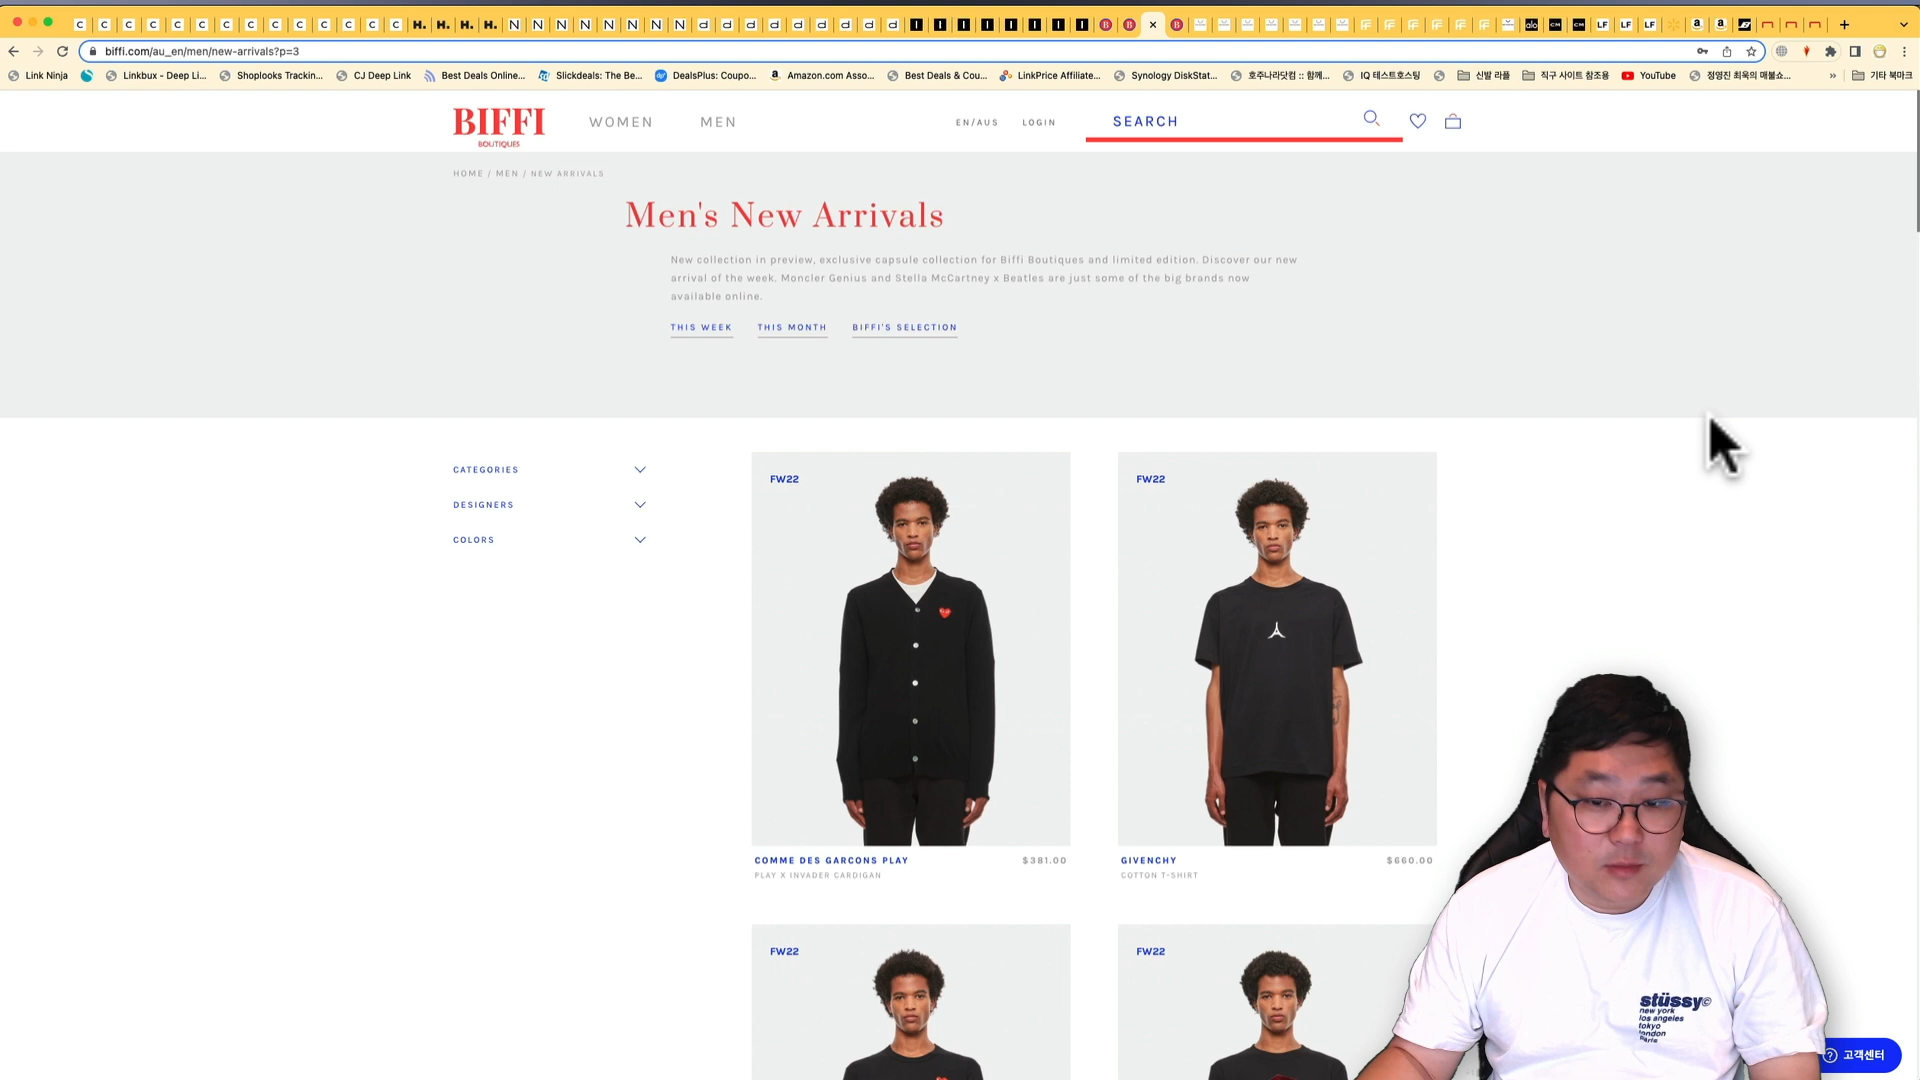 biffi.com/au_en/men/new-arrivals?p=3
Link Ninja
Linkbux - Deep Li...
Shoplooks Trackin...
CJ Deep Link
Best Deals Online...
Slickdeals: The Be...
DealsPlus: Coupo...
Amazon.com Asso...
Best Deals & Cou...
LinkPrice Affiliate...
Synology DiskStat...
호주나라닷컴 :: 함께...
IQ 테스트호스팅
신발 라플
직구 사이트 참조용
YouTube
정영진 최욱의 매불쇼...
기타 북마크
BIFFI
BOUTIQUES
WOMEN
MEN
EN/AUS
LOGIN
SEARCH
HOME / MEN / NEW ARRIVALS
Men's New Arrivals
New collection in preview, exclusive capsule collection for Biffi Boutiques and limited edition. Discover our new
arrival of the week. Moncler Genius and Stella McCartney x Beatles are just some of the big brands now
available online.
THIS WEEK
THIS MONTH
BIFFI'S SELECTION
CATEGORIES
DESIGNERS
COLORS
FW22
FW22
COMME DES GARCONS PLAY
$381.00
PLAY X INVADER CARDIGAN
GIVENCHY
$660.00
COTTON T-SHIRT
FW22
FW22
stüssy©
new york
los angeles
tokyo
london
paris
고객센터